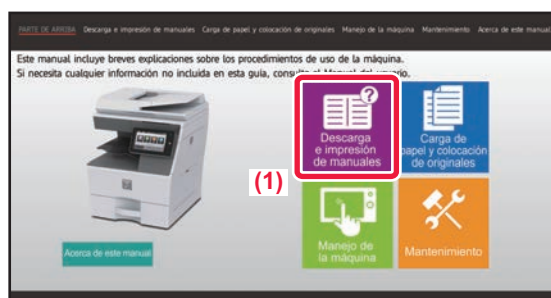 PARTE DE ARRIBA Descarga e impresión de manuales Carga de papel y colocación de originales Manejo de la máquina Mantenimiento Acerca de este manual
Este manual incluye breves explicaciones sobre los procedimientos de uso de la máquina.
Si necesita cualquier información no incluida en esta guía, consulte el Manual del usuario.
Descarga
e impresión
de manuales
Carga de
papel y colocación
de originales
(1)
Manejo de
la máquina
Mantenimiento
Acerca de este manual